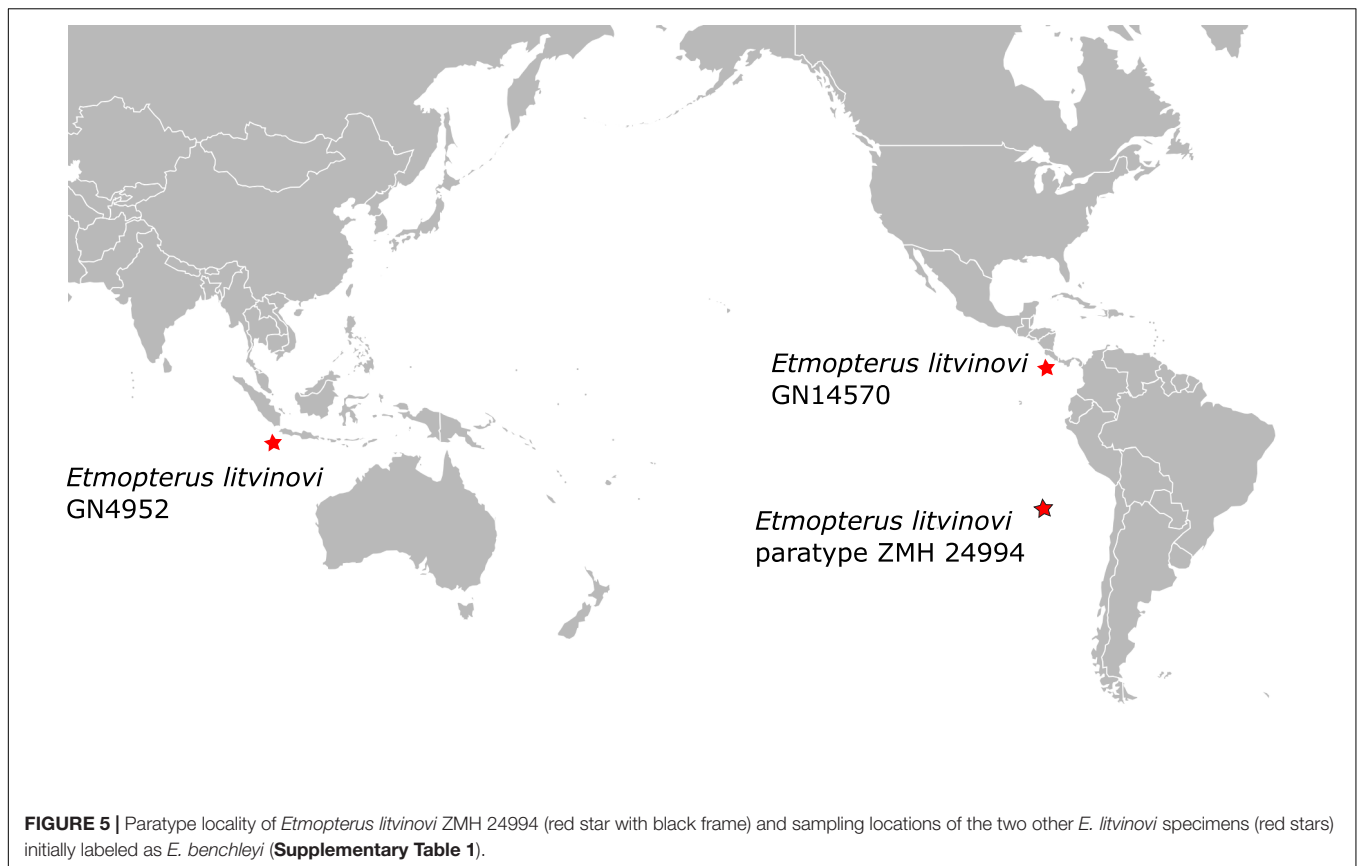 Etmopterus litvinovi
GN14570
Etmopterus litvinovi
GN4952
Etmopterus litvinovi
paratype ZMH 24994
FIGURE 5 | Paratype locality of Etmopterus litvinovi ZMH 24994 (red star with black frame) and sampling locations of the two other E. litvinovi specimens (red stars)
initially labeled as E. benchleyi (Supplementary Table 1).